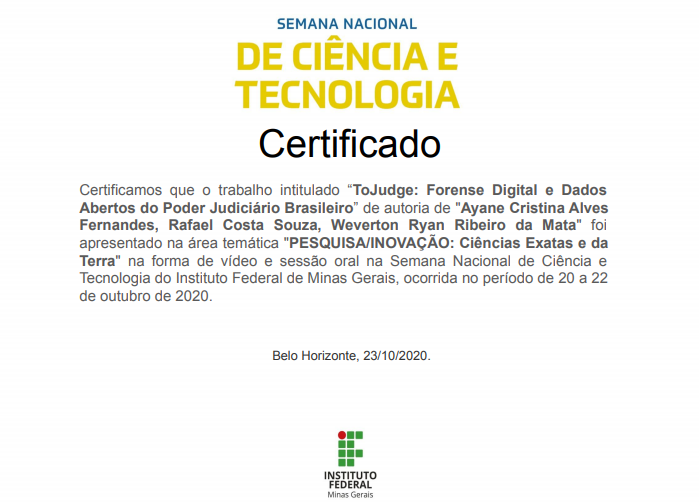 SEMANA NACIONAL
DE CIÊNCIA E
TECNOLOGIA
Certificado
Certificamos que o trabalho intitulado “ToJudge: Forense Digital e Dados
Abertos do Poder Judiciário Brasileiro” de autoria de "Ayane Cristina Alves
Fernandes, Rafael Costa Souza, Weverton Ryan Ribeiro da Mata" foi
apresentado na área temática "PESQUISA/INOVAÇÃO: Ciências Exatas e da
Terra" na forma de vídeo e sessão oral na Semana Nacional de Ciência e
Tecnologia do Instituto Federal de Minas Gerais, ocorrida no período de 20 a 22
de outubro de 2020.
Belo Horizonte, 23/10/2020.
INSTITUTO
FEDERAL
Minas Gerais